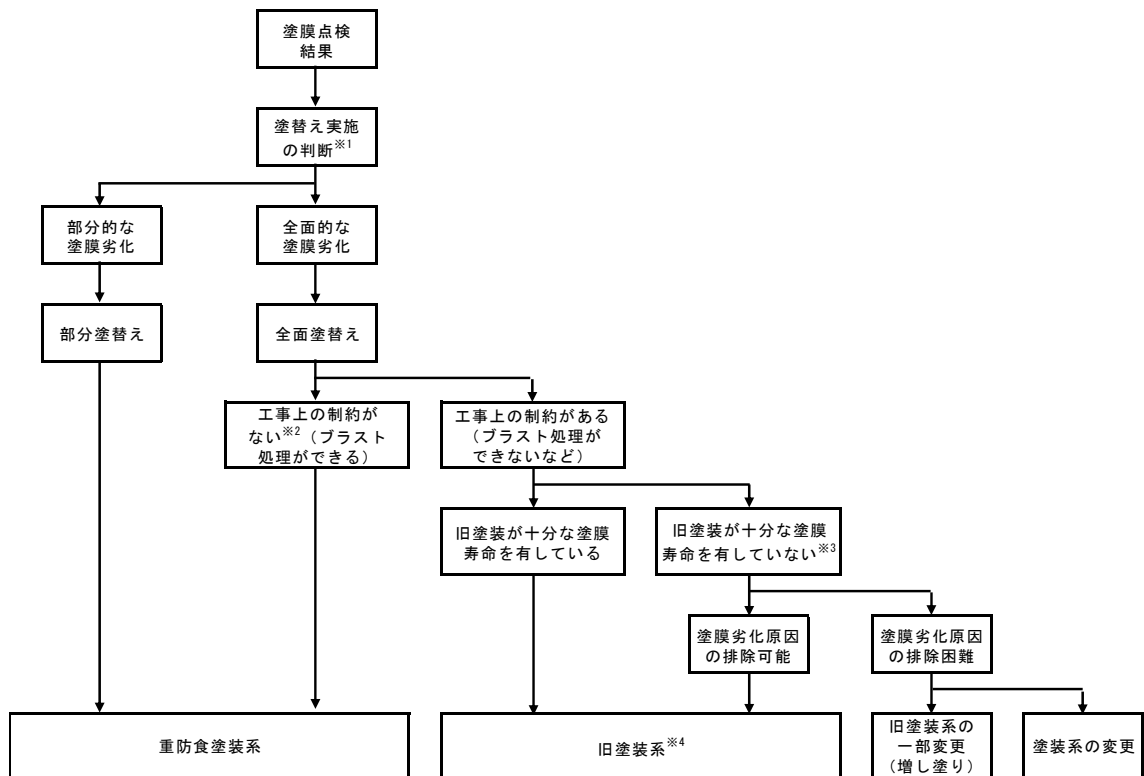 塗膜点検
結果
塗替え実施
の判断※1
部分的な
塗膜劣化
全面的な
塗膜劣化
部分塗替え
全面塗替え
工事上の制約が
ない※2（ブラスト
処理ができる）
工事上の制約がある
（ブラスト処理が
できないなど）
旧塗装が十分な塗膜
寿命を有している
旧塗装が十分な塗膜
寿命を有していない※3
塗膜劣化原因
の排除可能
塗膜劣化原因
の排除困難
重防食塗装系
旧塗装系※4
旧塗装系の
一部変更
（増し塗り）
塗装系の変更